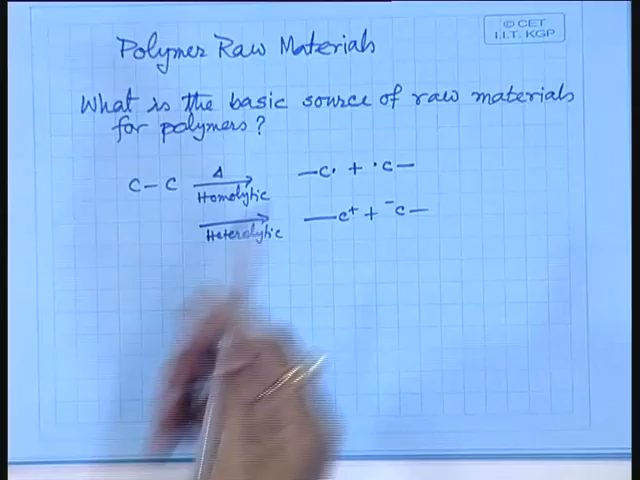 © CET
I.I.T. KGP
Polymer Raw Materials
What is the basic source of raw materials
for polymers?
C – C Δ → —C· + ·C—
Homolytic
→ —C⁺ + ⁻C—
Heterolytic